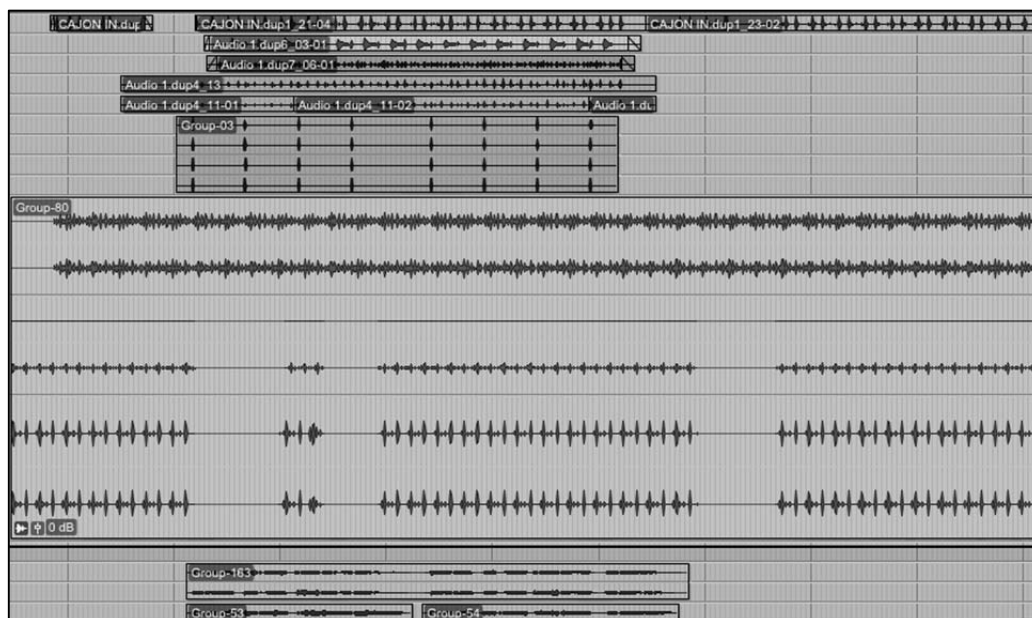 CAJON IN.dup CAJON IN.dup1_21-04 CAJON IN.dup1_23-02
Audio 1.dup6_03-01
Audio 1.dup7_06-01
Audio 1.dup4_13
Audio 1.dup4_11-01 Audio 1.dup4_11-02 Audio 1.du
Group-03
Group-80
0 dB
Group-163
Group-53 Group-54